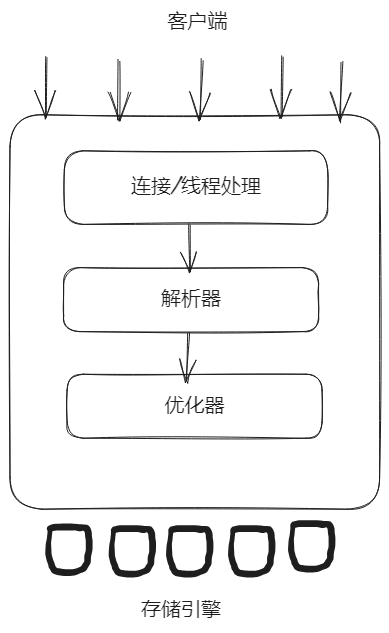 客户端
连接/线程处理
解析器
优化器
存储引擎